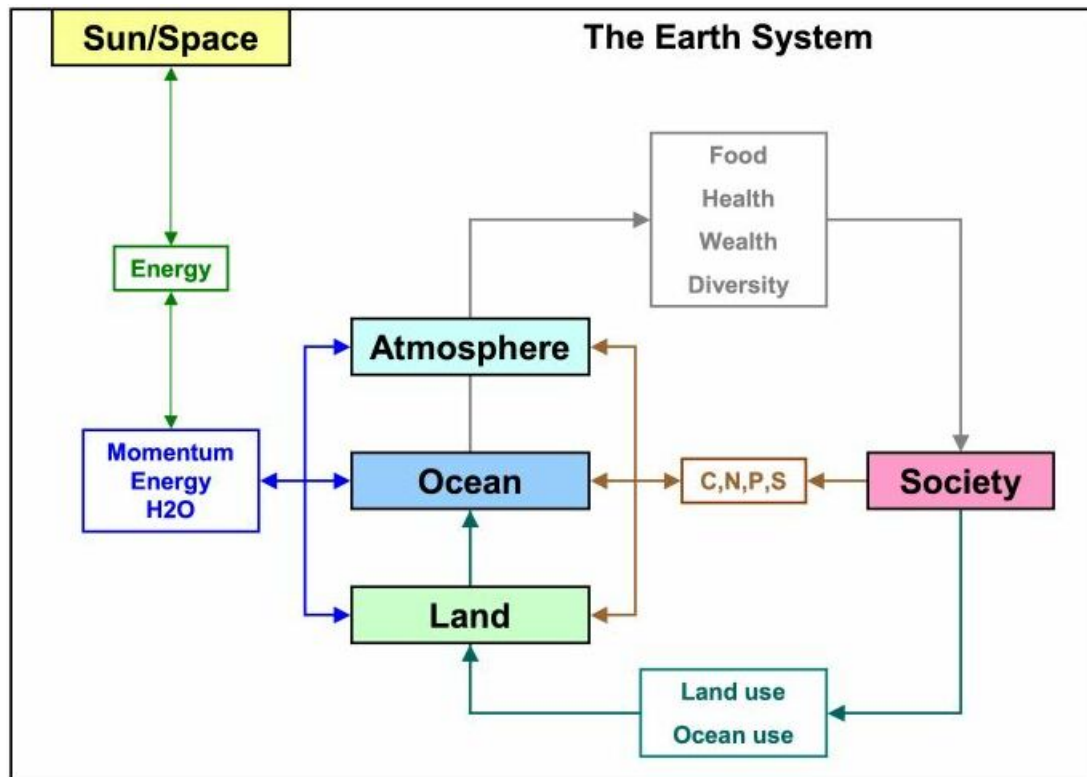 Sun/Space
The Earth System
Food
Health
Wealth
Diversity
Energy
Atmosphere
Momentum
Energy
H2O
Ocean
C,N,P,S
Society
Land
Land use
Ocean use